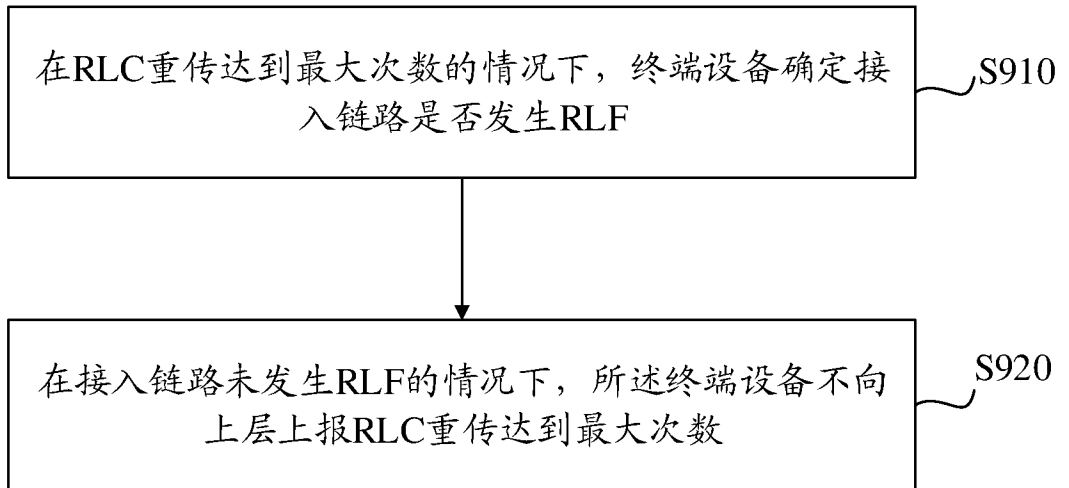 在RLC重传达到最大次数的情况下，终端设备确定接
入链路是否发生RLF
S910
在接入链路未发生RLF的情况下，所述终端设备不向
上层上报RLC重传达到最大次数
S920